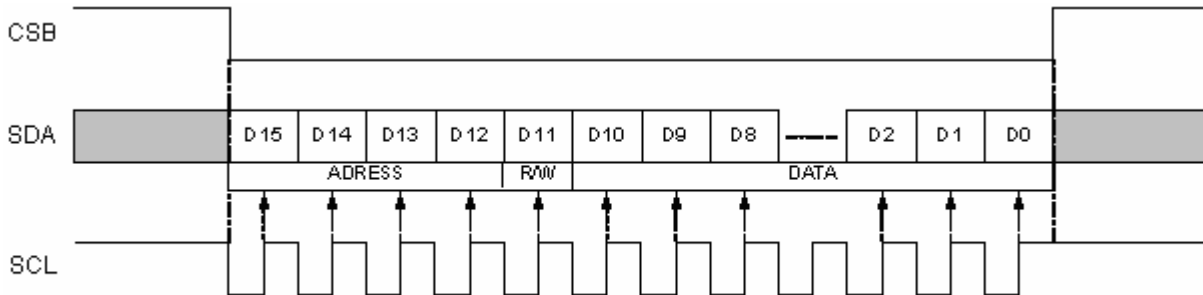 CSB
SDA D15 D14 D13 D12 D11 D10 D9 D8 D2 D1 D0
ADRESS R/W DATA
SCL